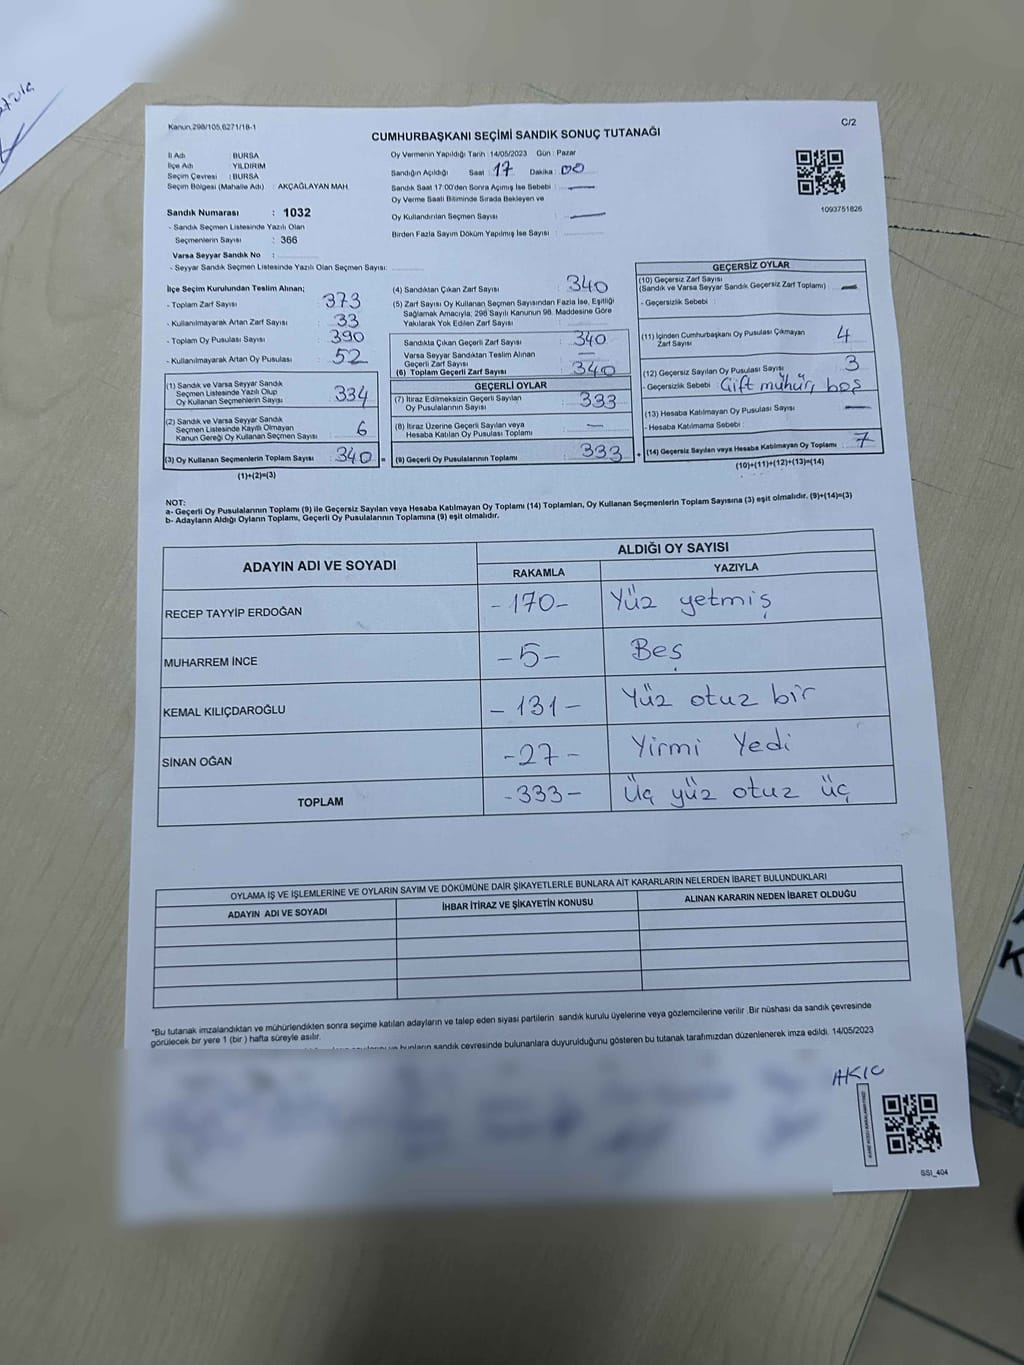 Kanun.298/105,6271/18-1
C/2
CUMHURBAŞKANI SEÇİMİ SANDIK SONUÇ TUTANAĞI
İl Adı : BURSA
İlçe Adı : YILDIRIM
Seçim Çevresi : BURSA
Seçim Bölgesi (Mahalle Adı) : AKÇAĞLAYAN MAH.
Sandık Numarası : 1032
- Sandık Seçmen Listesinde Yazılı Olan
Seçmenlerin Sayısı : 366
Varsa Seyyar Sandık No :
- Seyyar Sandık Seçmen Listesinde Yazılı Olan Seçmen Sayısı:
Oy Vermenin Yapıldığı Tarih : 14/05/2023 Gün : Pazar
Sandığın Açıldığı Saat : 17 Dakika : 00
Sandık Saat 17:00'den Sonra Açımış İse Sebebi : —
Oy Verme Saati Bitiminde Sırada Bekleyen ve
Oy Kullandırılan Seçmen Sayısı : —
Birden Fazla Sayım Döküm Yapılmış İse Sayısı :
1093751826
İlçe Seçim Kurulundan Teslim Alınan;
- Toplam Zarf Sayısı : 373
- Kullanılmayarak Artan Zarf Sayısı : 33
- Toplam Oy Pusulası Sayısı : 390
- Kullanılmayarak Artan Oy Pusulası : 52
(1) Sandık ve Varsa Seyyar Sandık
Seçmen Listesinde Yazılı Olup
Oy Kullanan Seçmenlerin Sayısı : 334
(2) Sandık ve Varsa Seyyar Sandık
Seçmen Listesinde Kayıtlı Olmayan
Kanun Gereği Oy Kullanan Seçmen Sayısı : 6
(3) Oy Kullanan Seçmenlerin Toplam Sayısı : 340 =
(1)+(2)=(3)
(4) Sandıktan Çıkan Zarf Sayısı : 340
(5) Zarf Sayısı Oy Kullanan Seçmen Sayısından Fazla İse, Eşitliği
Sağlamak Amacıyla, 298 Sayılı Kanunun 98. Maddesine Göre
Yakılarak Yok Edilen Zarf Sayısı :
Sandıkta Çıkan Geçerli Zarf Sayısı : 340
Varsa Seyyar Sandıktan Teslim Alınan
Geçerli Zarf Sayısı : —
(6) Toplam Geçerli Zarf Sayısı : 340
GEÇERLİ OYLAR
(7) İtiraz Edilmeksizin Geçerli Sayılan
Oy Pusulalarının Sayısı : 333
(8) İtiraz Üzerine Geçerli Sayılan veya
Hesaba Katılan Oy Pusulası Toplamı : —
(9) Geçerli Oy Pusulalarının Toplamı : 333 +
GEÇERSİZ OYLAR
(10) Geçersiz Zarf Sayısı
(Sandık ve Varsa Seyyar Sandık Geçersiz Zarf Toplamı) : —
- Geçersizlik Sebebi :
(11) İçinden Cumhurbaşkanı Oy Pusulası Çıkmayan
Zarf Sayısı : 4
(12) Geçersiz Sayılan Oy Pusulası Sayısı : 3
- Geçersizlik Sebebi : Çift mühür, boş
(13) Hesaba Katılmayan Oy Pusulası Sayısı : —
- Hesaba Katılmama Sebebi :
(14) Geçersiz Sayılan veya Hesaba Katılmayan Oy Toplamı : 7
(10)+(11)+(12)+(13)=(14)
NOT:
a- Geçerli Oy Pusulalarının Toplamı (9) ile Geçersiz Sayılan veya Hesaba Katılmayan Oy Toplamı (14) Toplamları, Oy Kullanan Seçmenlerin Toplam Sayısına (3) eşit olmalıdır. (9)+(14)=(3)
b- Adayların Aldığı Oyların Toplamı, Geçerli Oy Pusulalarının Toplamına (9) eşit olmalıdır.
ADAYIN ADI VE SOYADI
ALDIĞI OY SAYISI
RAKAMLA YAZIYLA
RECEP TAYYİP ERDOĞAN -170- Yüz yetmiş
MUHARREM İNCE -5- Beş
KEMAL KILIÇDAROĞLU -131- Yüz otuz bir
SİNAN OĞAN -27- Yirmi Yedi
TOPLAM -333- Üç yüz otuz üç
OYLAMA İŞ VE İŞLEMLERİNE VE OYLARIN SAYIM VE DÖKÜMÜNE DAİR ŞİKAYETLERLE BUNLARA AİT KARARLARIN NELERDEN İBARET BULUNDUKLARI
ADAYIN ADI VE SOYADI İHBAR İTİRAZ VE ŞİKAYETİN KONUSU ALINAN KARARIN NEDEN İBARET OLDUĞU
"Bu tutanak imzalandıktan ve mühürlendikten sonra seçime katılan adayların ve talep eden siyasi partilerin sandık kurulu üyelerine veya gözlemcilerine verilir .Bir nüshası da sandık çevresinde
görülecek bir yere 1 (bir ) hafta süreyle asılır.
bunların sandık çevresinde bulunanlara duyurulduğunu gösteren bu tutanak tarafımızdan düzenlenerek imza edildi. 14/05/2023
AKIC
SSI_404